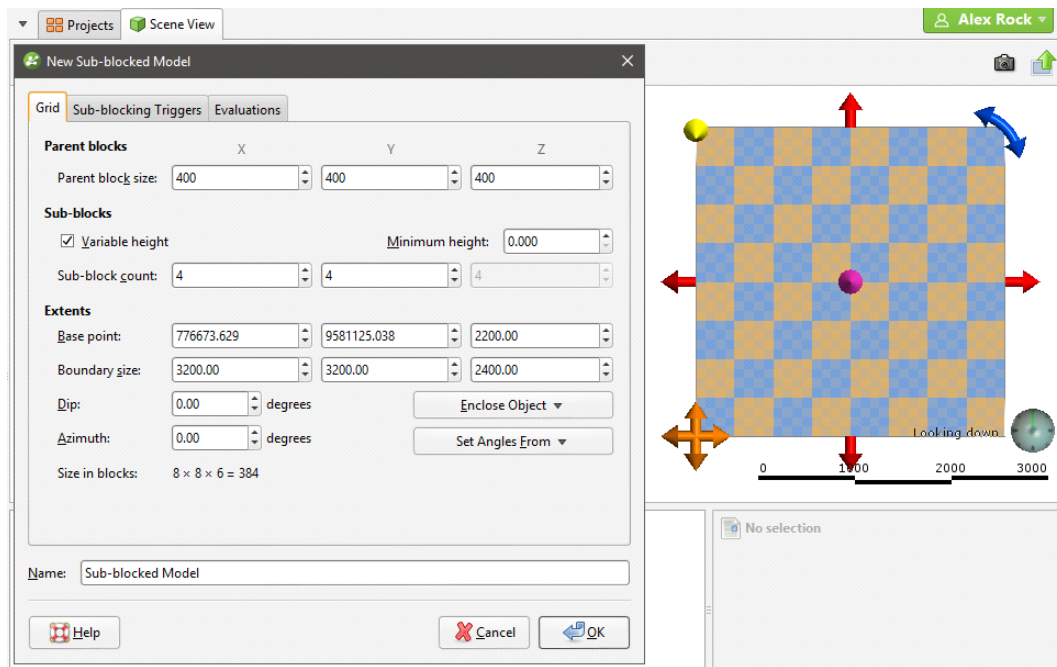 Projects
Scene View
Alex Rock
New Sub-blocked Model
Grid Sub-blocking Triggers Evaluations
Parent blocks X Y Z
Parent block size: 400 400 400
Sub-blocks
Variable height Minimum height: 0.000
Sub-block count: 4 4 4
Extents
Base point: 776673.629 9581125.038 2200.00
Boundary size: 3200.00 3200.00 2400.00
Dip: 0.00 degrees Enclose Object
Azimuth: 0.00 degrees Set Angles From
Size in blocks: 8 × 8 × 6 = 384
Looking down
0 1000 2000 3000
No selection
Name: Sub-blocked Model
Help Cancel OK